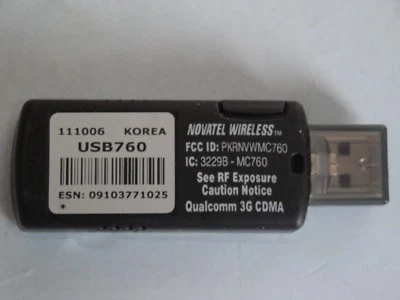 111006 KOREA
USB760
ESN: 09103771025
*
NOVATEL WIRELESS™
FCC ID: PKRNVWMC760
IC: 3229B - MC760
See RF Exposure
Caution Notice
Qualcomm 3G CDMA